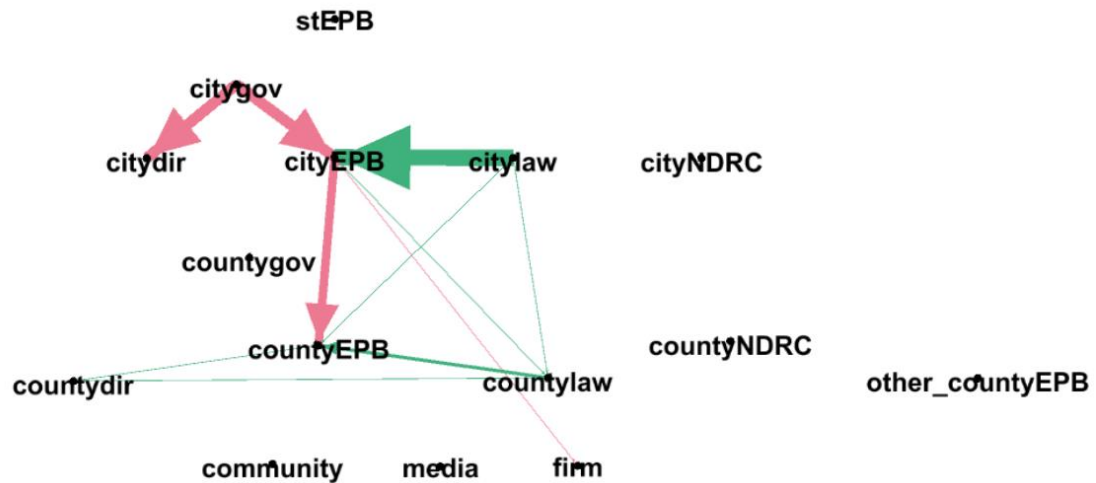 stEPB
citygov
citydir
cityEPB
citylaw
cityNDRC
countygov
countyEPB
countyNDRC
countydir
countylaw
other_countyEPB
community
media
firm